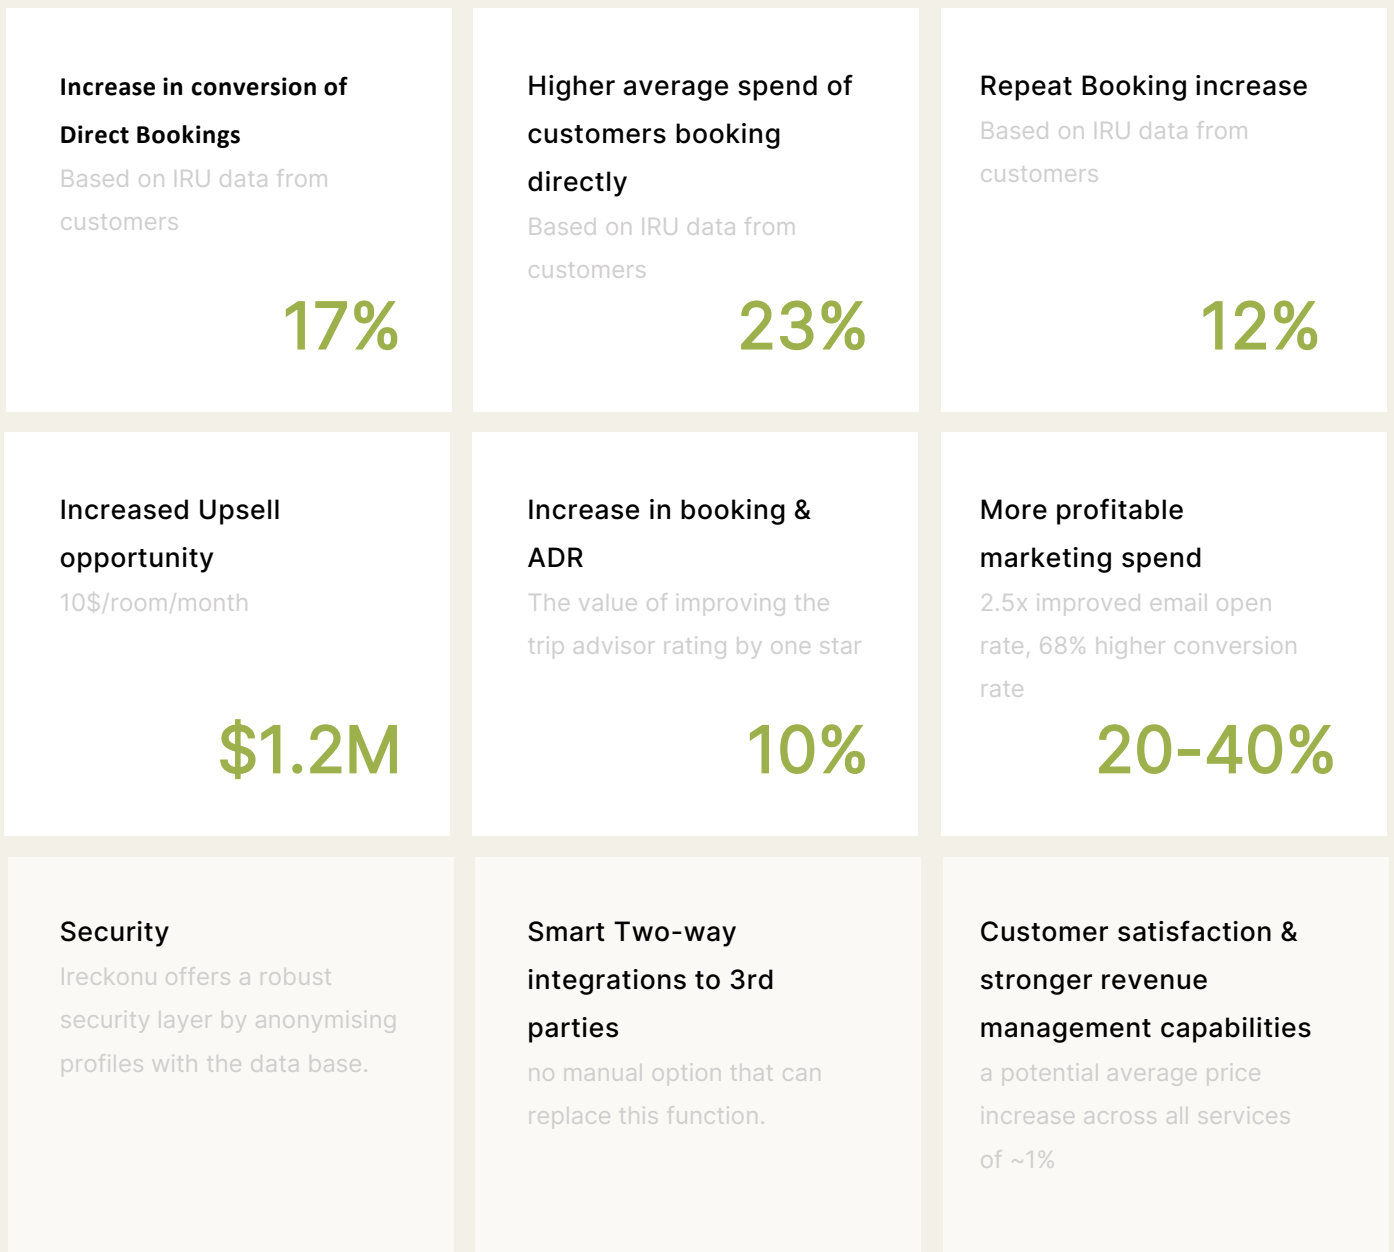 Increase in conversion of
Direct Bookings
Based on IRU data from
customers
17%
Higher average spend of
customers booking
directly
Based on IRU data from
customers
23%
Repeat Booking increase
Based on IRU data from
customers
12%
Increased Upsell
opportunity
10$/room/month
$1.2M
Increase in booking &
ADR
The value of improving the
trip advisor rating by one star
10%
More profitable
marketing spend
2.5x improved email open
rate, 68% higher conversion
rate
20-40%
Security
Ireckonu offers a robust
security layer by anonymising
profiles with the data base.
Smart Two-way
integrations to 3rd
parties
no manual option that can
replace this function.
Customer satisfaction &
stronger revenue
management capabilities
a potential average price
increase across all services
of ~1%